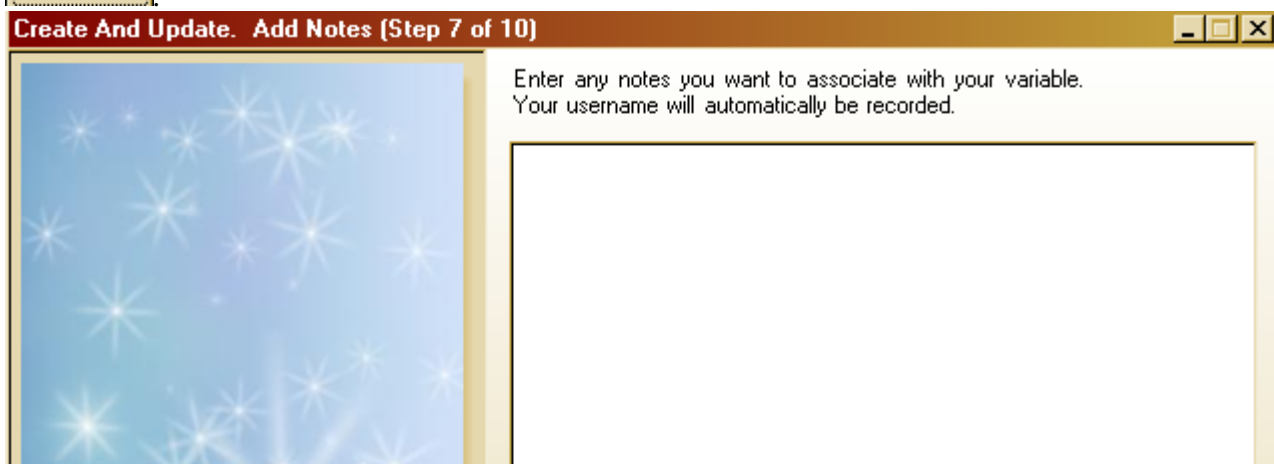 Create And Update. Add Notes (Step 7 of 10)
Enter any notes you want to associate with your variable.
Your username will automatically be recorded.